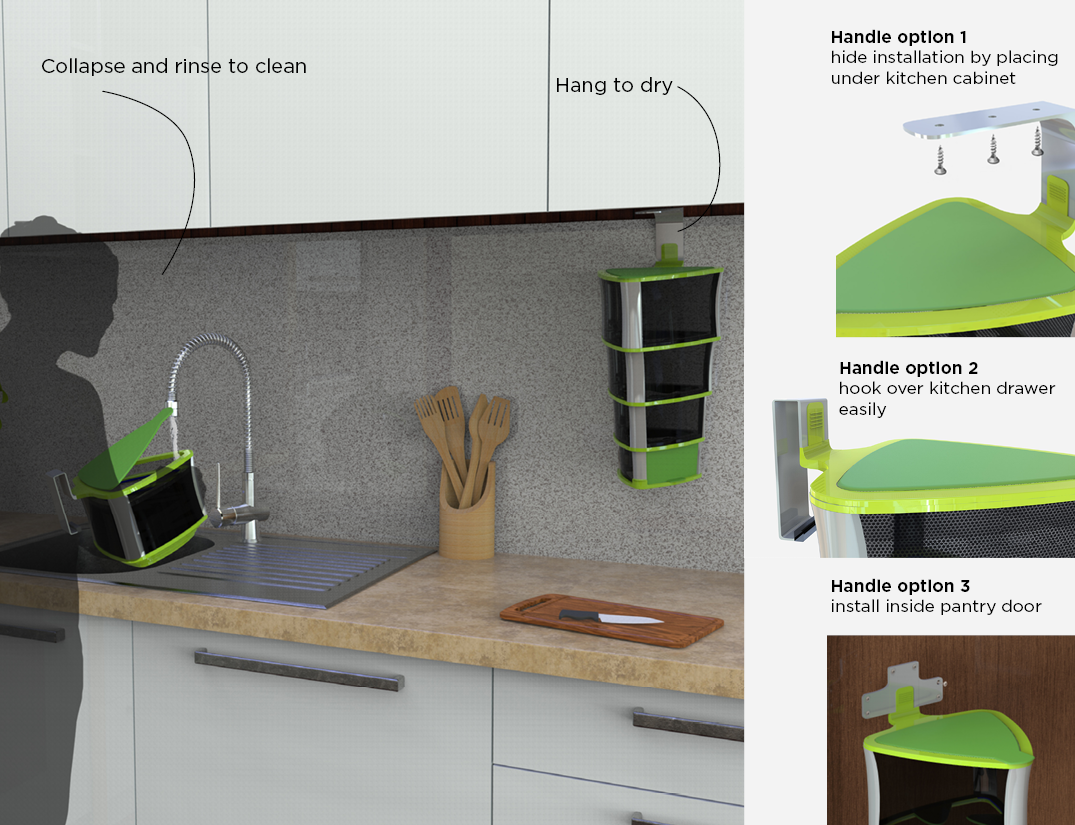 Collapse and rinse to clean
Hang to dry
Handle option 1
hide installation by placing
under kitchen cabinet
Handle option 2
hook over kitchen drawer
easily
Handle option 3
install inside pantry door